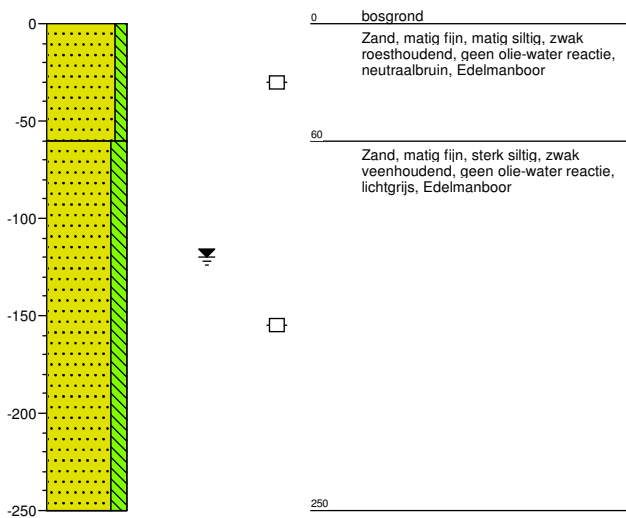 0
-50
-100
-150
-200
-250
0 bosgrond
Zand, matig fijn, matig siltig, zwak
roesthoudend, geen olie-water reactie,
neutraalbruin, Edelmanboor
60
Zand, matig fijn, sterk siltig, zwak
veenhoudend, geen olie-water reactie,
lichtgrijs, Edelmanboor
250